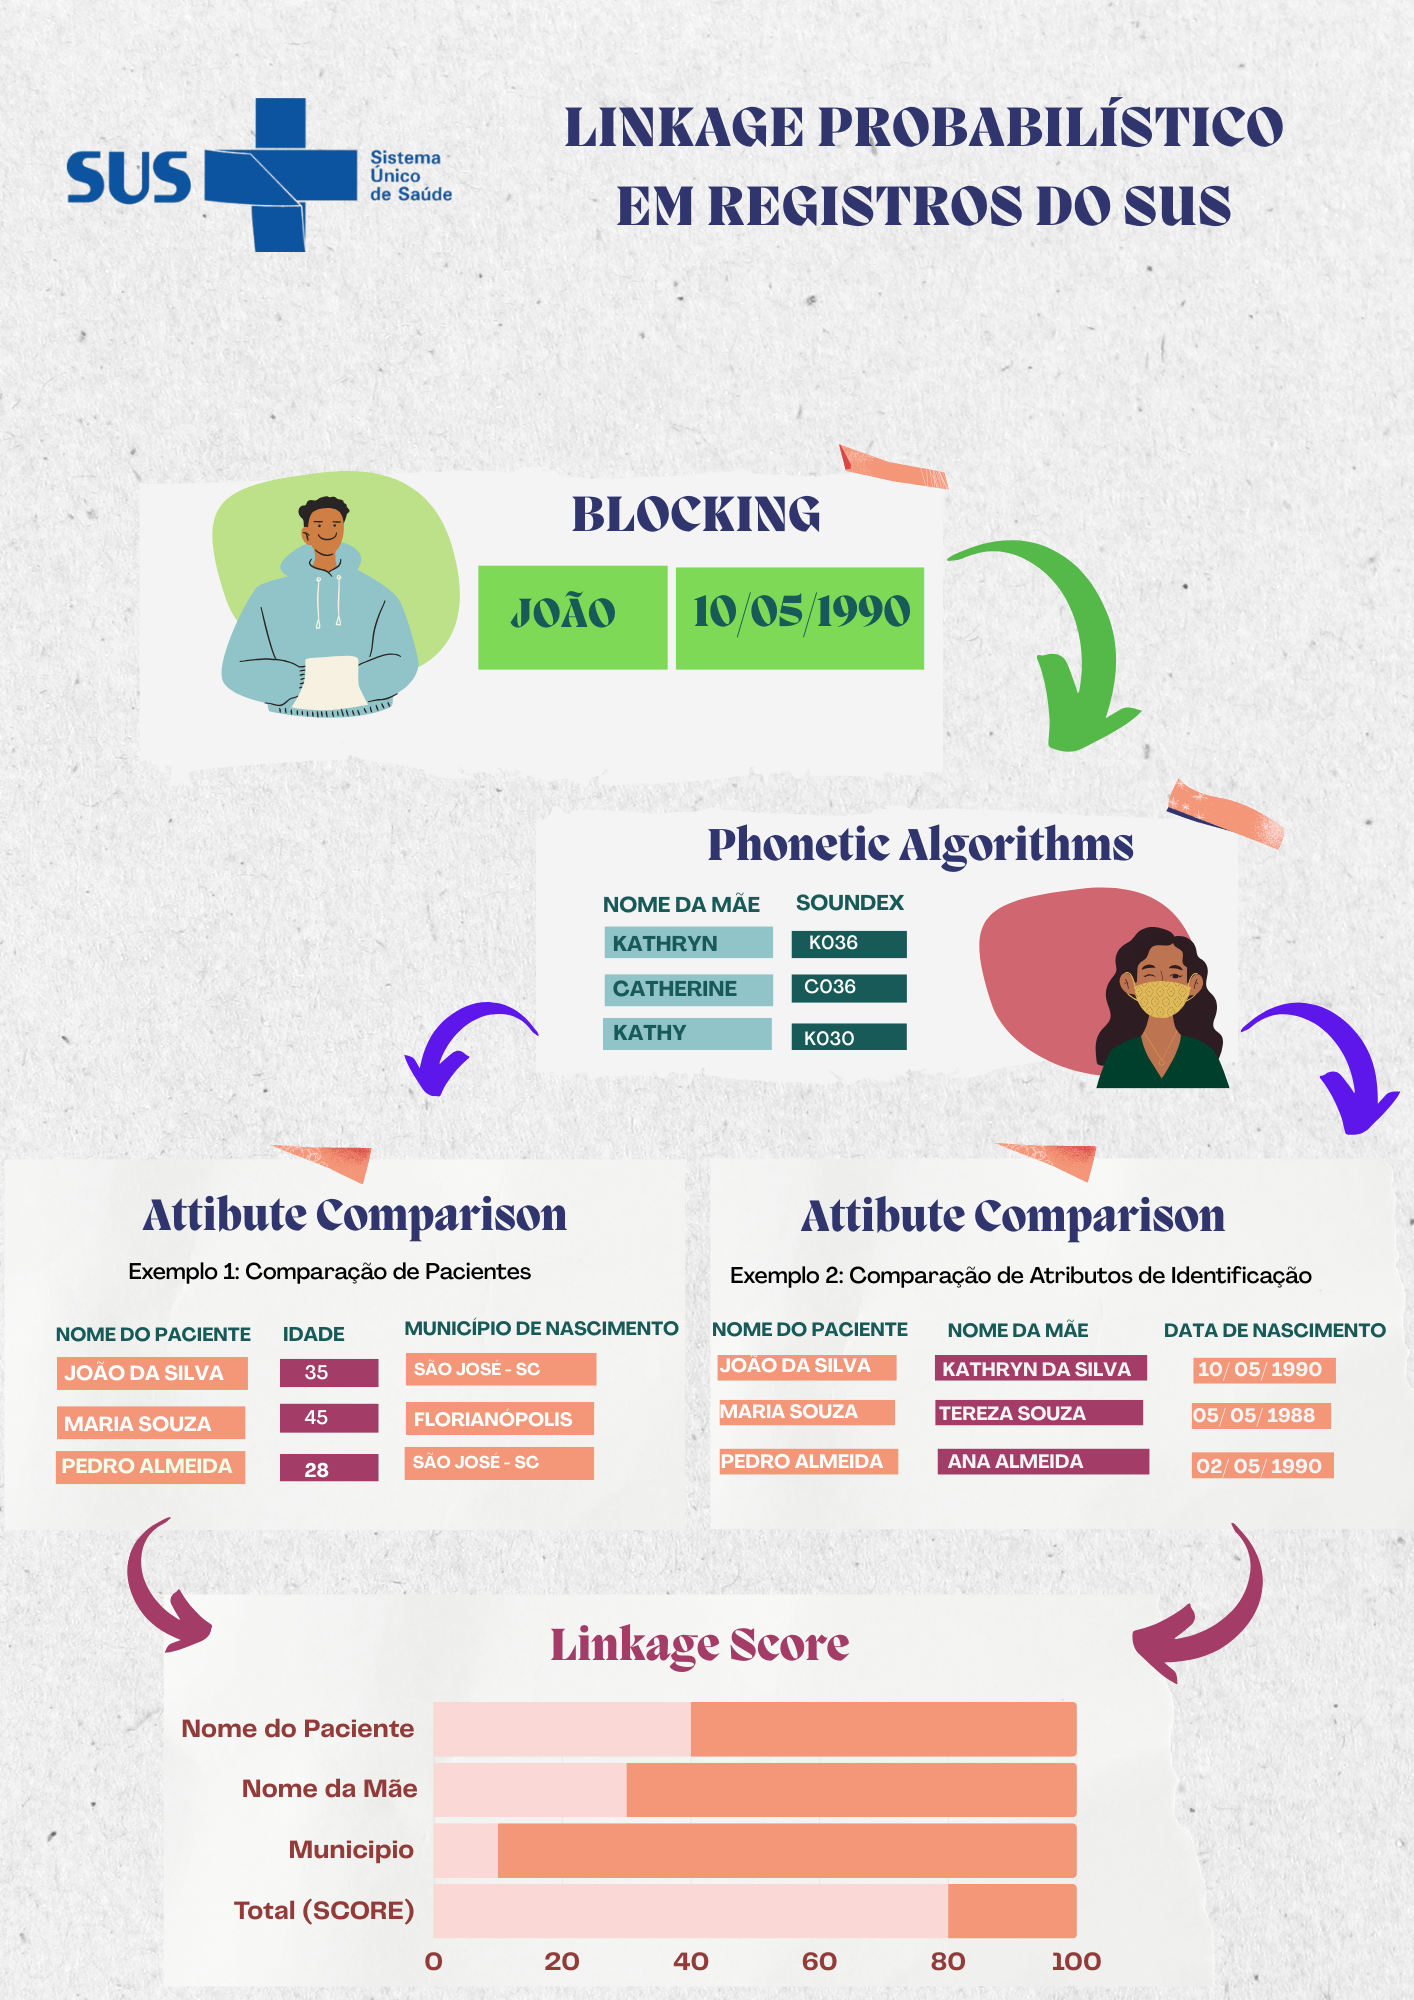 SUS
Sistema
Único
de Saúde
LINKAGE PROBABILÍSTICO
EM REGISTROS DO SUS
BLOCKING
JOÃO 10/05/1990
Phonetic Algorithms
NOME DA MÃE SOUNDEX
KATHRYN K036
CATHERINE C036
KATHY K030
Attibute Comparison
Exemplo 1: Comparação de Pacientes
NOME DO PACIENTE IDADE MUNICÍPIO DE NASCIMENTO
JOÃO DA SILVA 35 SÃO JOSÉ - SC
MARIA SOUZA 45 FLORIANÓPOLIS
PEDRO ALMEIDA 28 SÃO JOSÉ - SC
Attibute Comparison
Exemplo 2: Comparação de Atributos de Identificação
NOME DO PACIENTE NOME DA MÃE DATA DE NASCIMENTO
JOÃO DA SILVA KATHRYN DA SILVA 10/ 05/ 1990
MARIA SOUZA TEREZA SOUZA 05/ 05/ 1988
PEDRO ALMEIDA ANA ALMEIDA 02/ 05/ 1990
Linkage Score
Nome do Paciente
Nome da Mãe
Municipio
Total (SCORE)
0 20 40 60 80 100